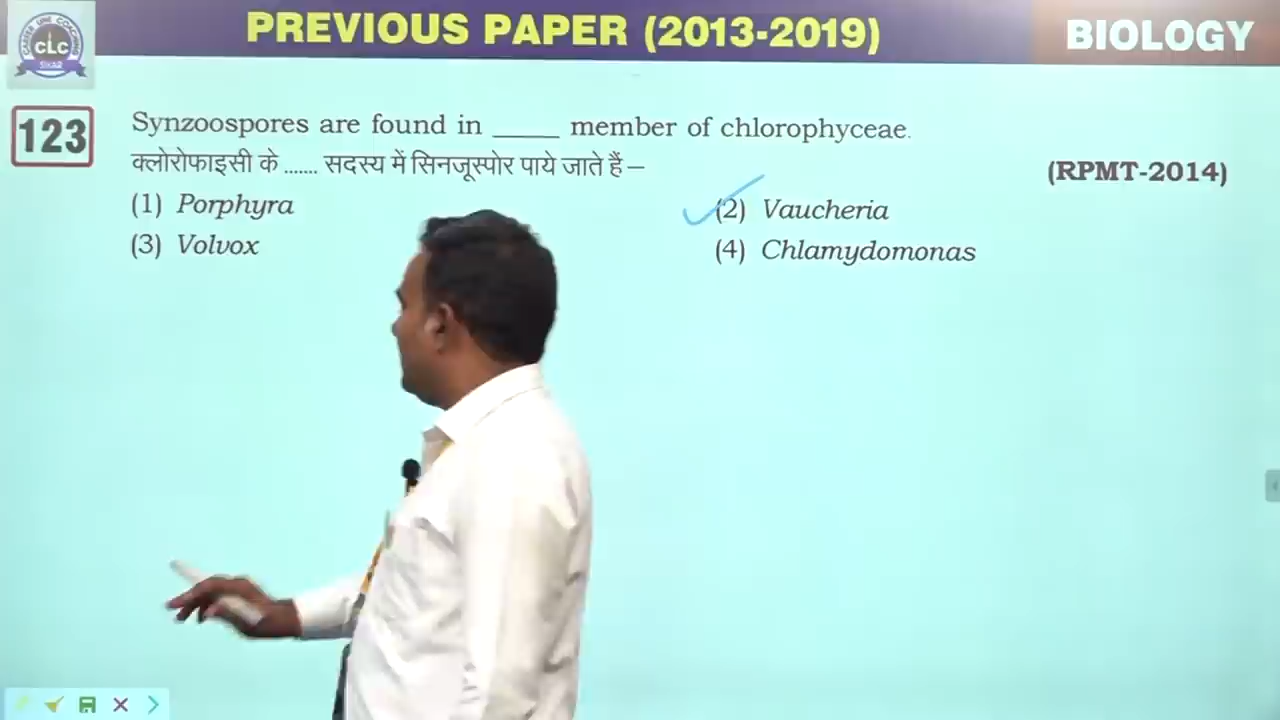 PREVIOUS PAPER (2013-2019)
BIOLOGY
CLC
123
Synzoospores are found in _____ member of chlorophyceae.
क्लोरोफाइसी के ....... सदस्य में सिनजूस्पोर पाये जाते हैं –
(RPMT-2014)
(1) Porphyra
(2) Vaucheria
(3) Volvox
(4) Chlamydomonas